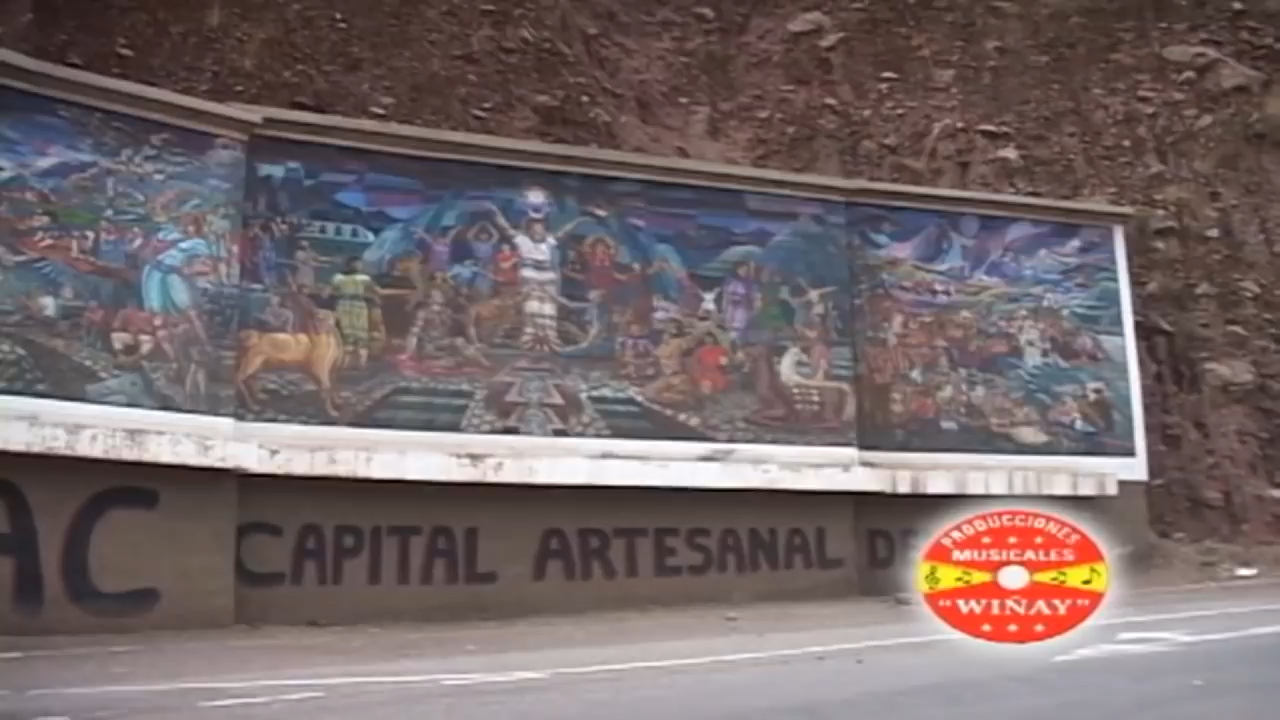 AC CAPITAL ARTESANAL D
PRODUCCIONES
MUSICALES
"WIÑAY"